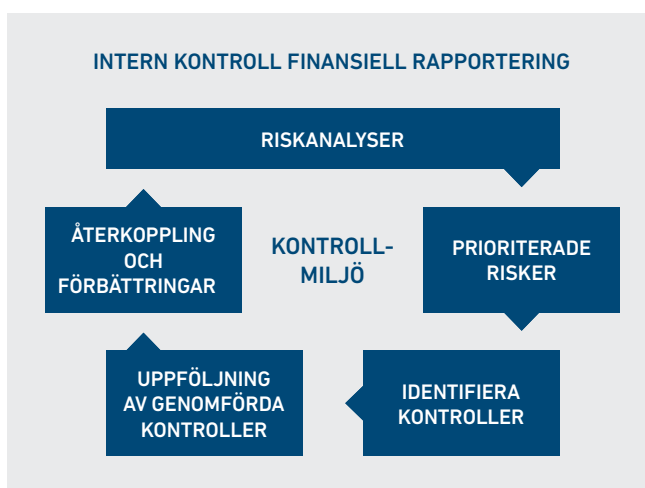 INTERN KONTROLL FINANSIELL RAPPORTERING
RISKANALYSER
ÅTERKOPPLING
OCH
FÖRBÄTTRINGAR
KONTROLL-
MILJÖ
PRIORITERADE
RISKER
UPPFÖLJNING
AV GENOMFÖRDA
KONTROLLER
IDENTIFIERA
KONTROLLER